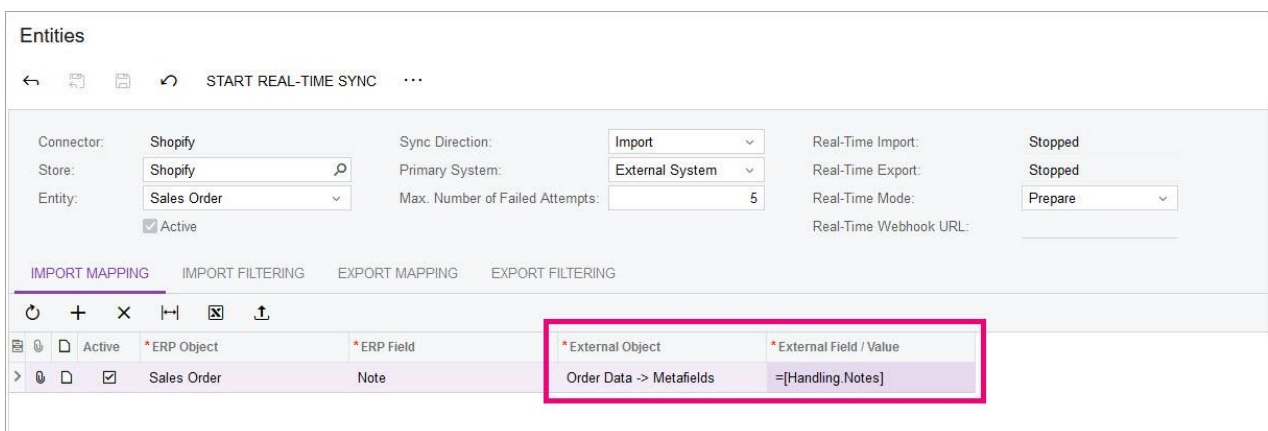 Entities
START REAL-TIME SYNC ...
Connector: Shopify Sync Direction: Import Real-Time Import: Stopped
Store: Shopify Primary System: External System Real-Time Export: Stopped
Entity: Sales Order Max. Number of Failed Attempts: 5 Real-Time Mode: Prepare
Active Real-Time Webhook URL:
IMPORT MAPPING IMPORT FILTERING EXPORT MAPPING EXPORT FILTERING
Active *ERP Object *ERP Field *External Object *External Field / Value
Sales Order Note Order Data -> Metafields =[Handling.Notes]